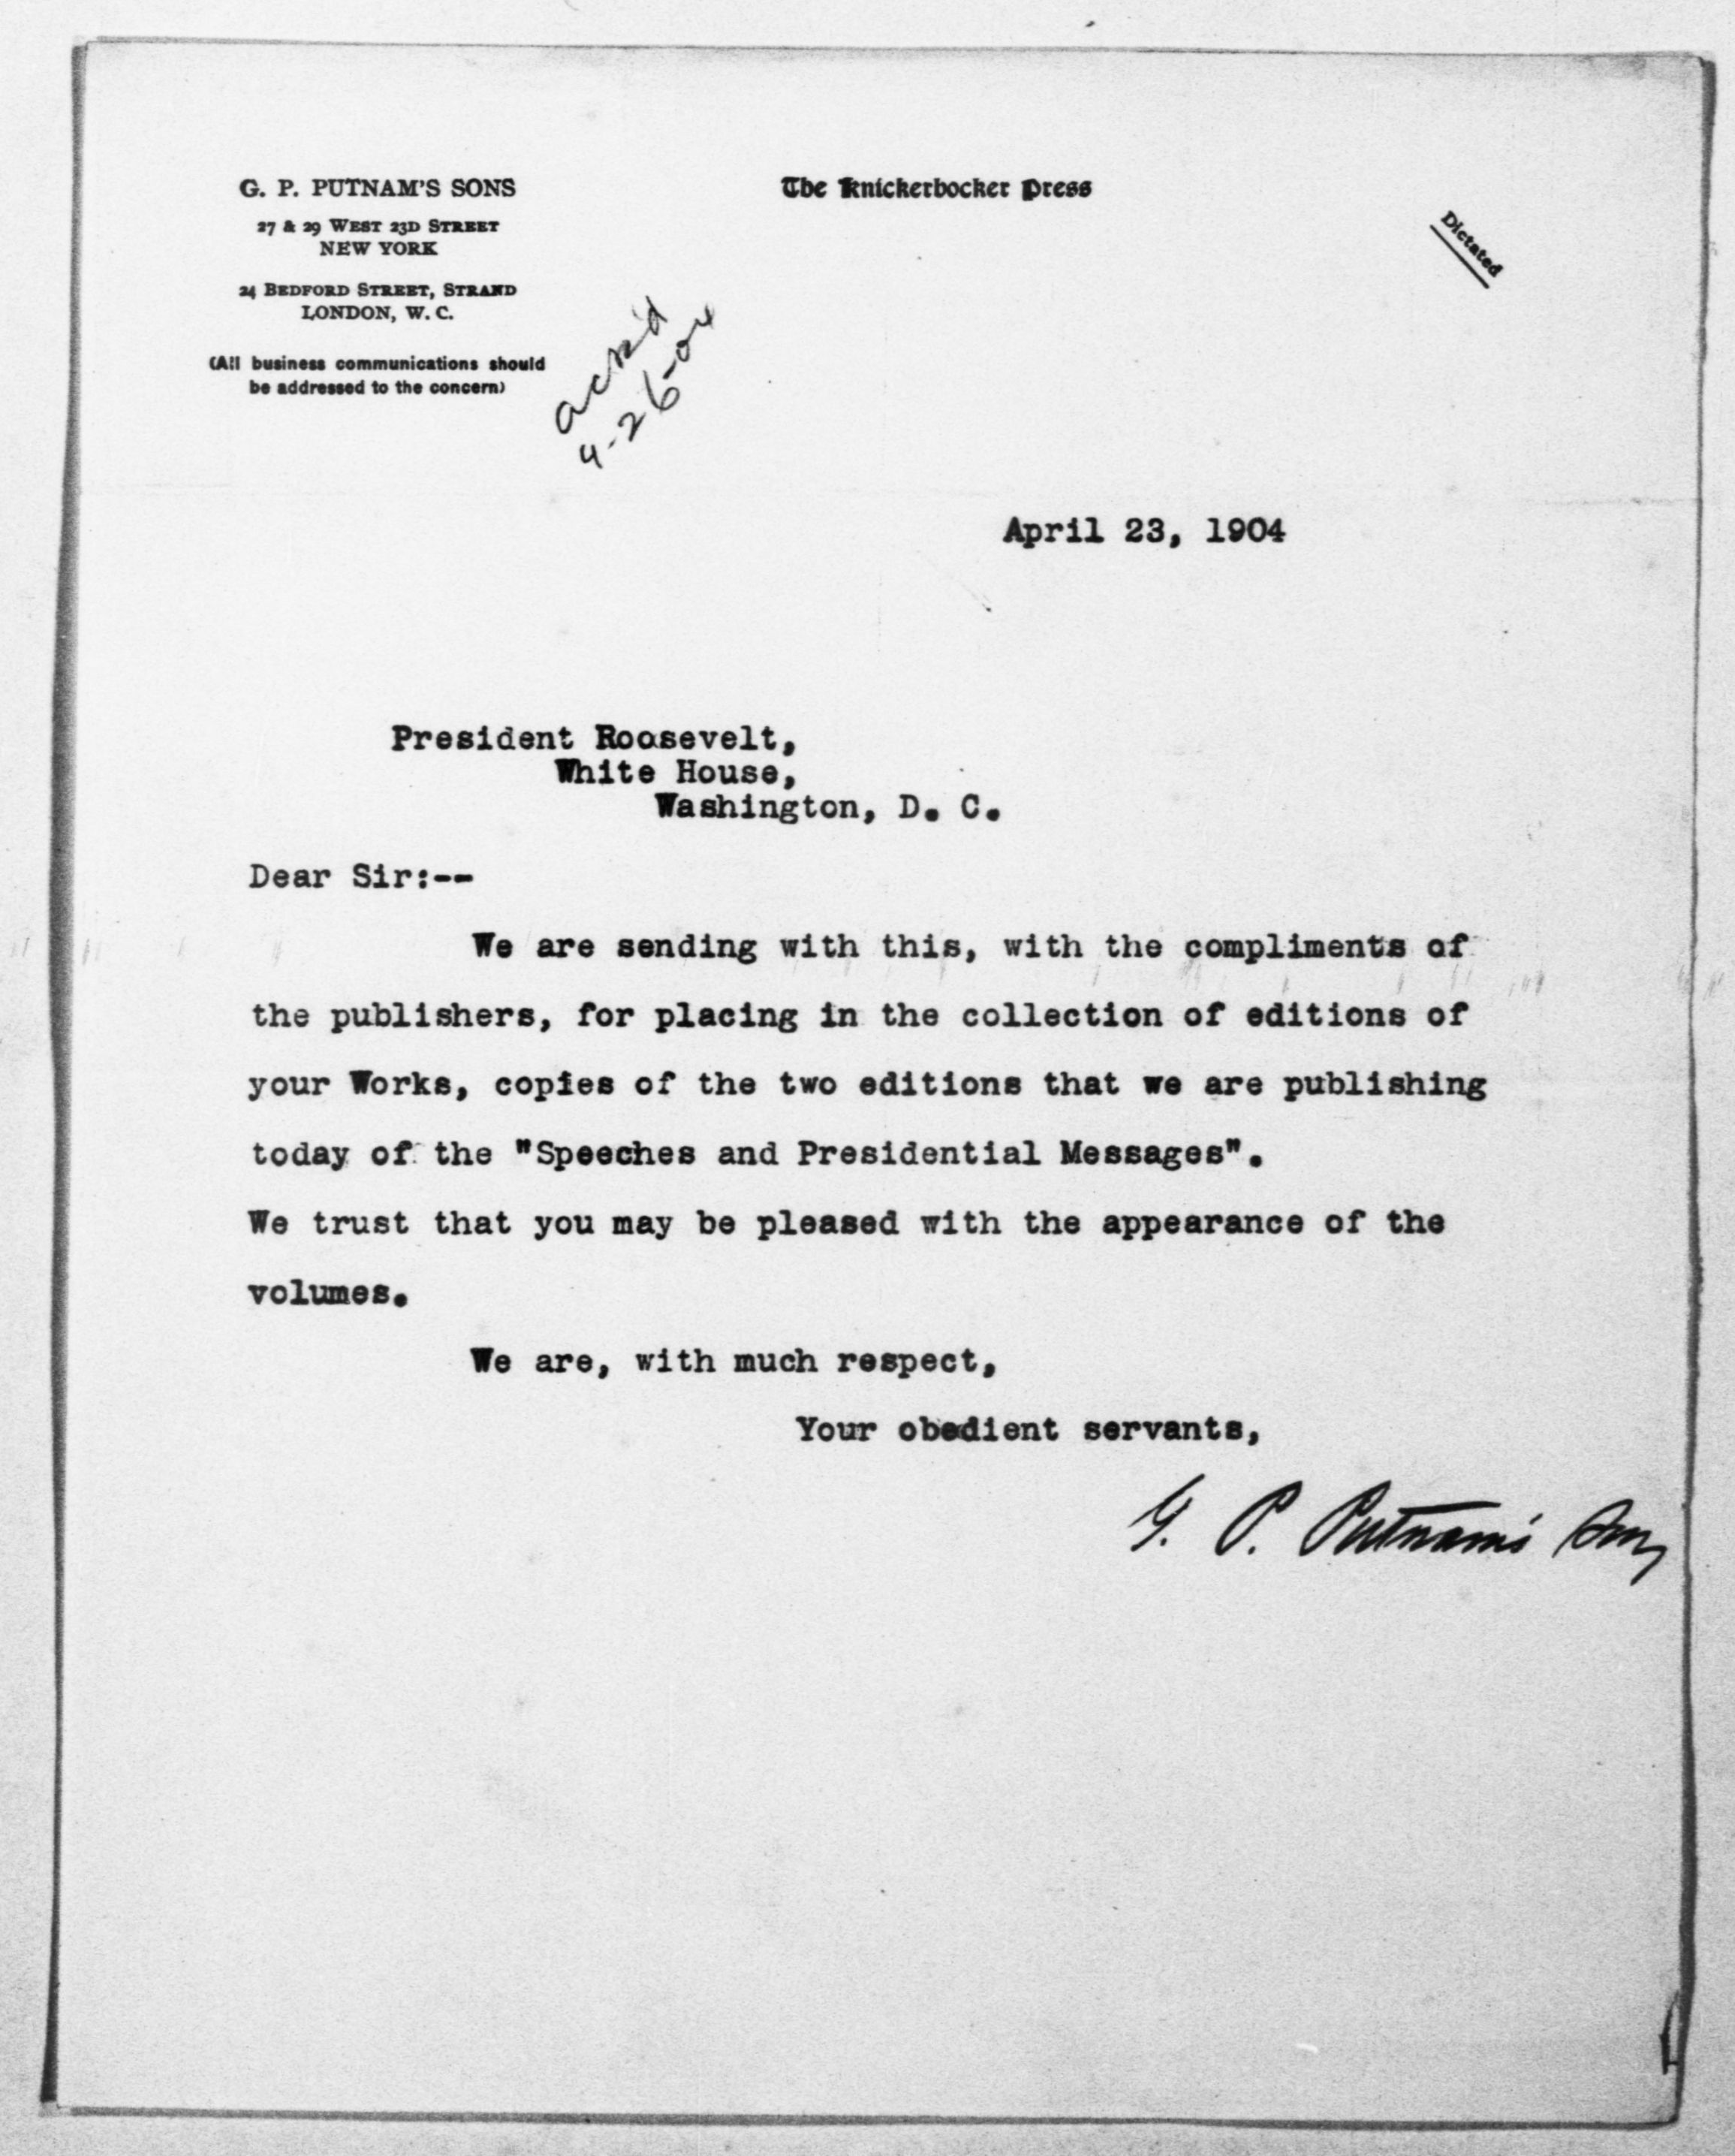 G. P. PUTNAM'S SONS
27 & 29 WEST 23D STREET
NEW YORK
24 BEDFORD STREET, STRAND
LONDON, W. C.
(All business communications should
be addressed to the concern)
The Knickerbocker Press
Dictated
ack'd
4-26-04
April 23, 1904
President Roosevelt,
White House,
Washington, D. C.
Dear Sir:--
We are sending with this, with the compliments of
the publishers, for placing in the collection of editions of
your Works, copies of the two editions that we are publishing
today of the "Speeches and Presidential Messages".
We trust that you may be pleased with the appearance of the
volumes.
We are, with much respect,
Your obedient servants,
G. P. Putnam's Sons